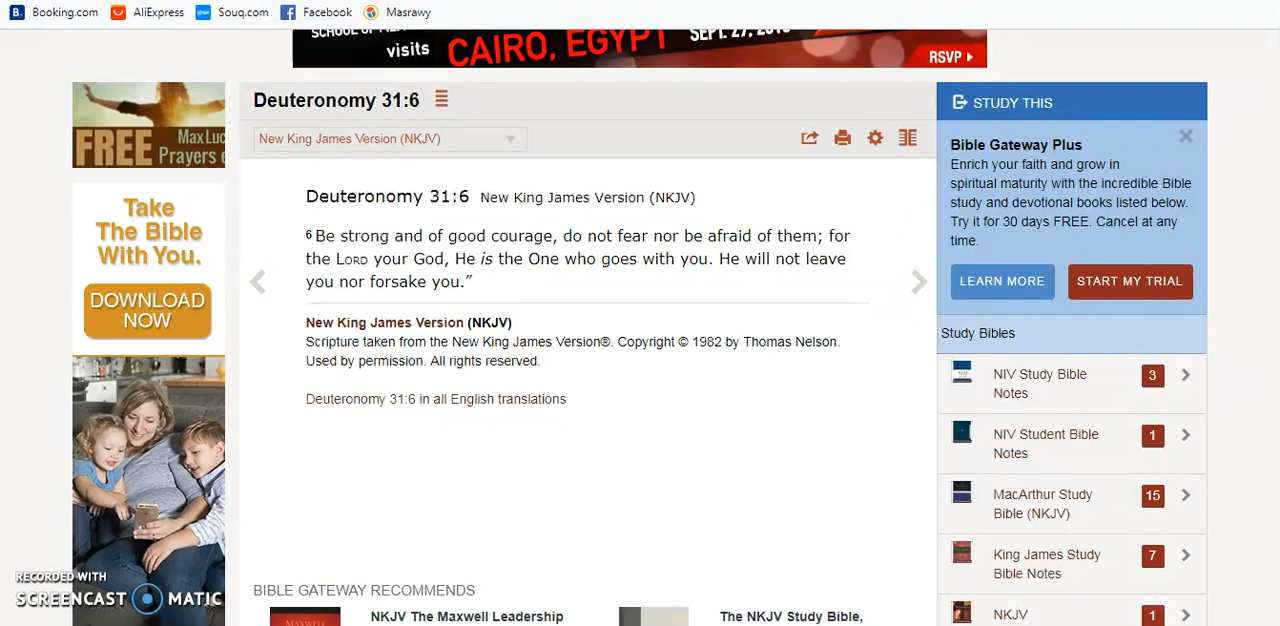 Booking.com AliExpress Souq.com Facebook Masrawy
visits CAIRO, EGYPT SEPT. 27,
RSVP
FREE Max Luc
Prayers
Take
The Bible
With You.
DOWNLOAD
NOW
RECORDED WITH
SCREENCAST MATIC
Deuteronomy 31:6
New King James Version (NKJV)
Deuteronomy 31:6 New King James Version (NKJV)
6 Be strong and of good courage, do not fear nor be afraid of them; for
the LORD your God, He is the One who goes with you. He will not leave
you nor forsake you.”
New King James Version (NKJV)
Scripture taken from the New King James Version®. Copyright © 1982 by Thomas Nelson.
Used by permission. All rights reserved.
Deuteronomy 31:6 in all English translations
BIBLE GATEWAY RECOMMENDS
NKJV The Maxwell Leadership
The NKJV Study Bible,
STUDY THIS
Bible Gateway Plus
Enrich your faith and grow in
spiritual maturity with the incredible Bible
study and devotional books listed below.
Try it for 30 days FREE. Cancel at any
time.
LEARN MORE START MY TRIAL
Study Bibles
NIV Study Bible
Notes
3
NIV Student Bible
Notes
1
MacArthur Study
Bible (NKJV)
15
King James Study
Bible Notes
7
NKJV
1